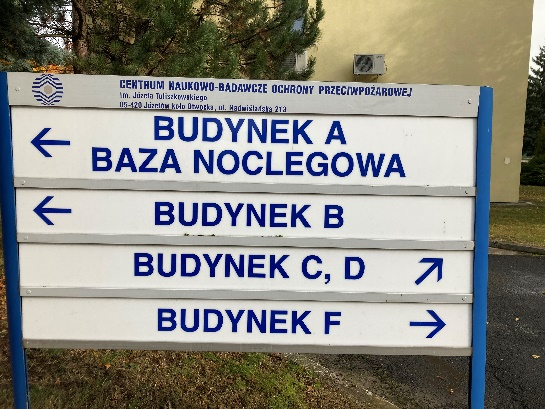 CENTRUM NAUKOWO-BADAWCZE OCHRONY PRZECIWPOŻAROWEJ
im. Józefa Tuliszkowskiego
05-420 Józefów koło Otwocka, ul. Nadwiślańska 213
← BUDYNEK A
BAZA NOCLEGOWA
← BUDYNEK B
BUDYNEK C, D ↗
BUDYNEK F →